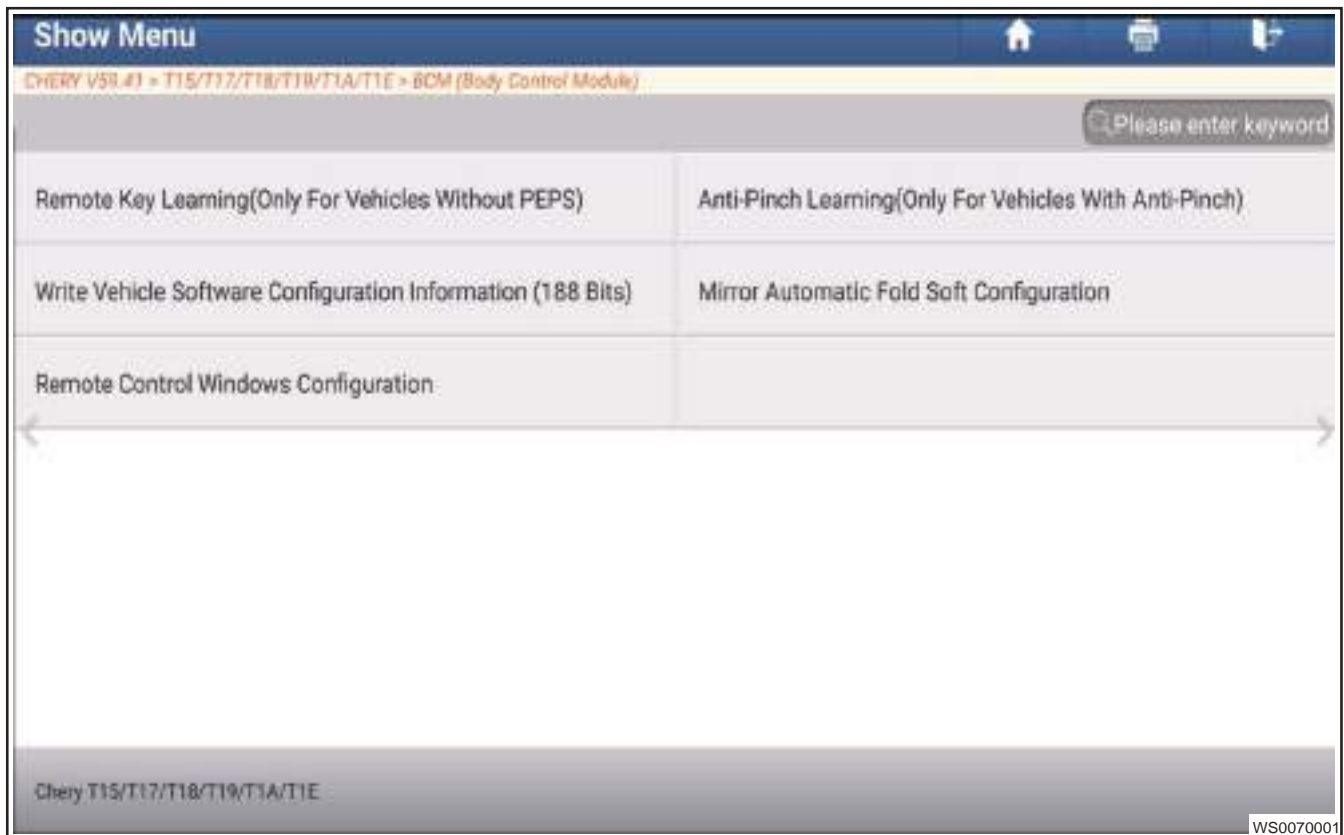 Show Menu
CHERY V59.41 > T15/T17/T18/T19/T1A/T1E > BCM (Body Control Module)
Please enter keyword
Remote Key Learning(Only For Vehicles Without PEPS)
Anti-Pinch Learning(Only For Vehicles With Anti-Pinch)
Write Vehicle Software Configuration Information (188 Bits)
Mirror Automatic Fold Soft Configuration
Remote Control Windows Configuration
Chery T15/T17/T18/T19/T1A/T1E
WS0070001